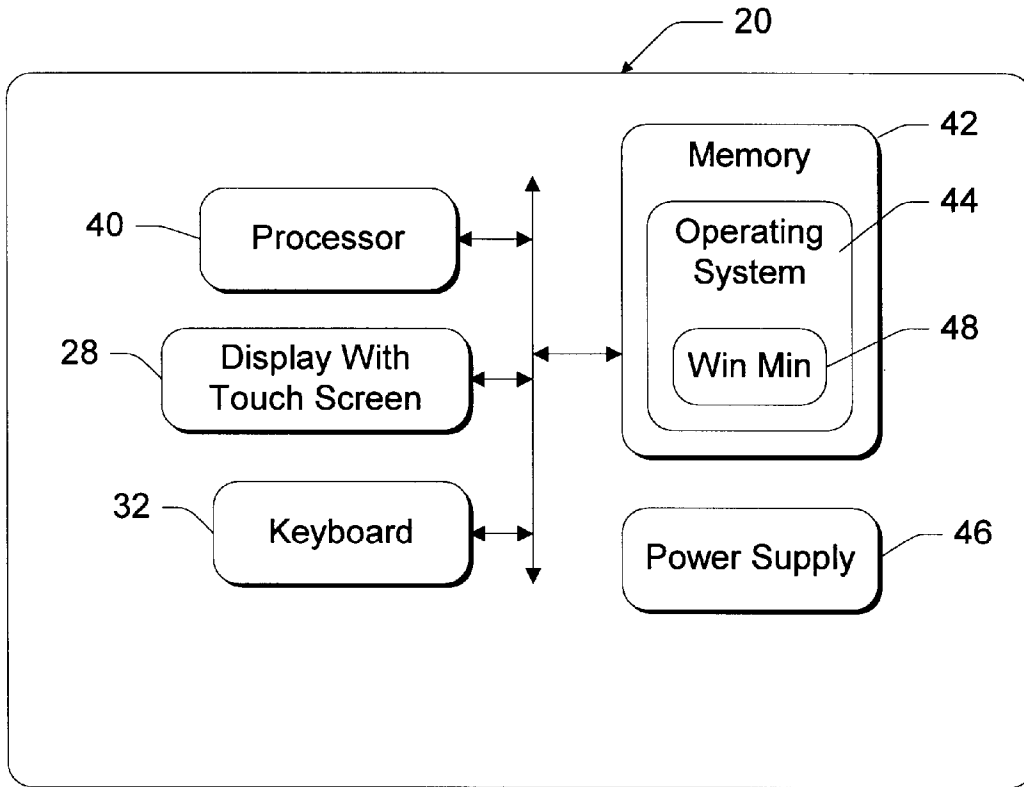 20
42
Memory
44
Operating
System
48
Win Min
40
Processor
28
Display With
Touch Screen
32
Keyboard
46
Power Supply